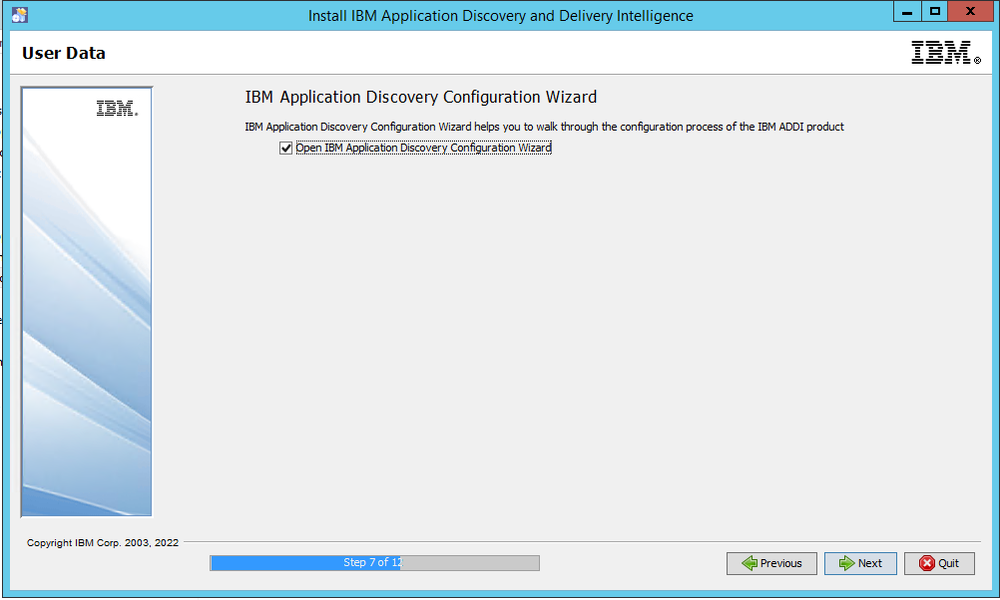 Install IBM Application Discovery and Delivery Intelligence
User Data
IBM®
IBM.
IBM Application Discovery Configuration Wizard
IBM Application Discovery Configuration Wizard helps you to walk through the configuration process of the IBM ADDI product
Open IBM Application Discovery Configuration Wizard
Copyright IBM Corp. 2003, 2022
Step 7 of 12
Previous
Next
Quit